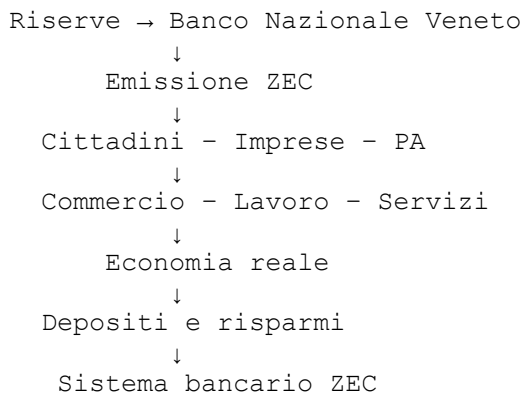 Riserve → Banco Nazionale Veneto
↓
Emissione ZEC
↓
Cittadini – Imprese – PA
↓
Commercio – Lavoro – Servizi
↓
Economia reale
↓
Depositi e risparmi
↓
Sistema bancario ZEC